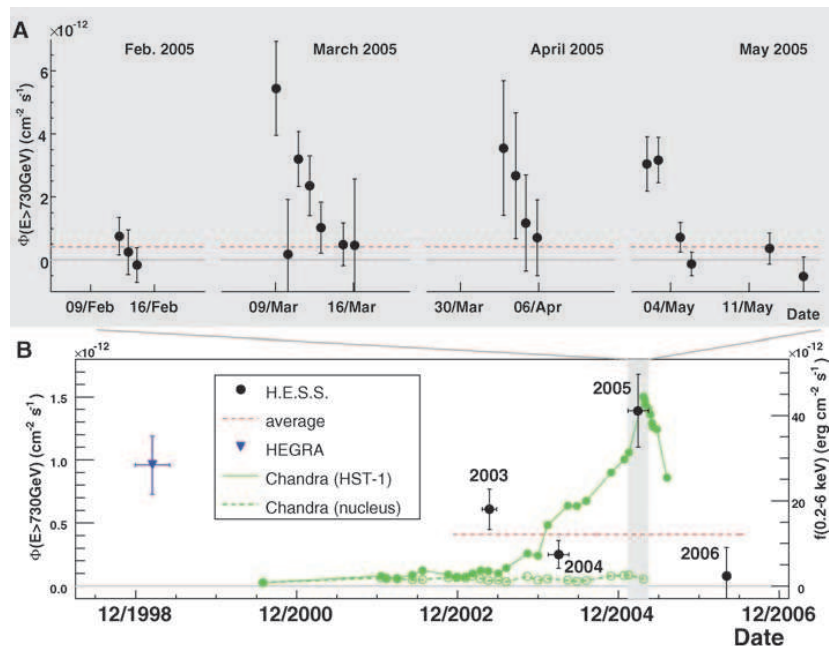 A
×10⁻¹²
Feb. 2005 March 2005 April 2005 May 2005
Φ(E>730GeV) (cm⁻² s⁻¹)
6
4
2
0
09/Feb 16/Feb 09/Mar 16/Mar 30/Mar 06/Apr 04/May 11/May Date
B
×10⁻¹²
×10⁻¹²
Φ(E>730GeV) (cm⁻² s⁻¹)
1.5
1.0
0.5
0.0
H.E.S.S.
average
HEGRA
Chandra (HST-1)
Chandra (nucleus)
2003
2004
2005
2006
40
20
0
f(0.2-6 keV) (erg cm⁻² s⁻¹)
12/1998 12/2000 12/2002 12/2004 12/2006
Date